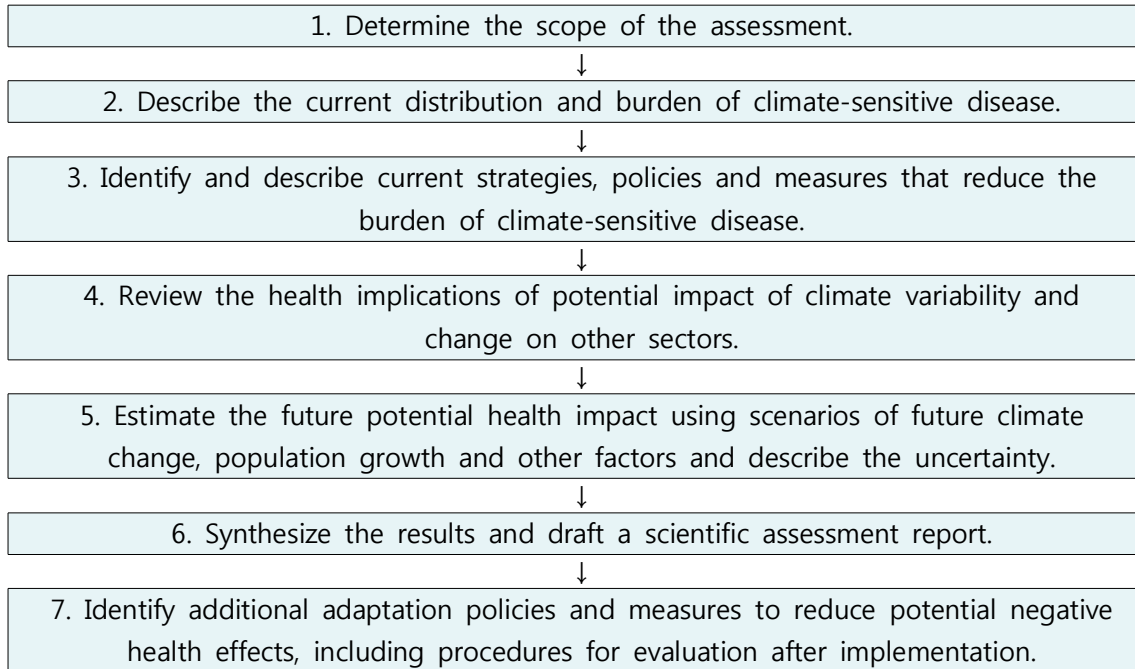 1. Determine the scope of the assessment.
↓
2. Describe the current distribution and burden of climate-sensitive disease.
↓
3. Identify and describe current strategies, policies and measures that reduce the
burden of climate-sensitive disease.
↓
4. Review the health implications of potential impact of climate variability and
change on other sectors.
↓
5. Estimate the future potential health impact using scenarios of future climate
change, population growth and other factors and describe the uncertainty.
↓
6. Synthesize the results and draft a scientific assessment report.
↓
7. Identify additional adaptation policies and measures to reduce potential negative
health effects, including procedures for evaluation after implementation.